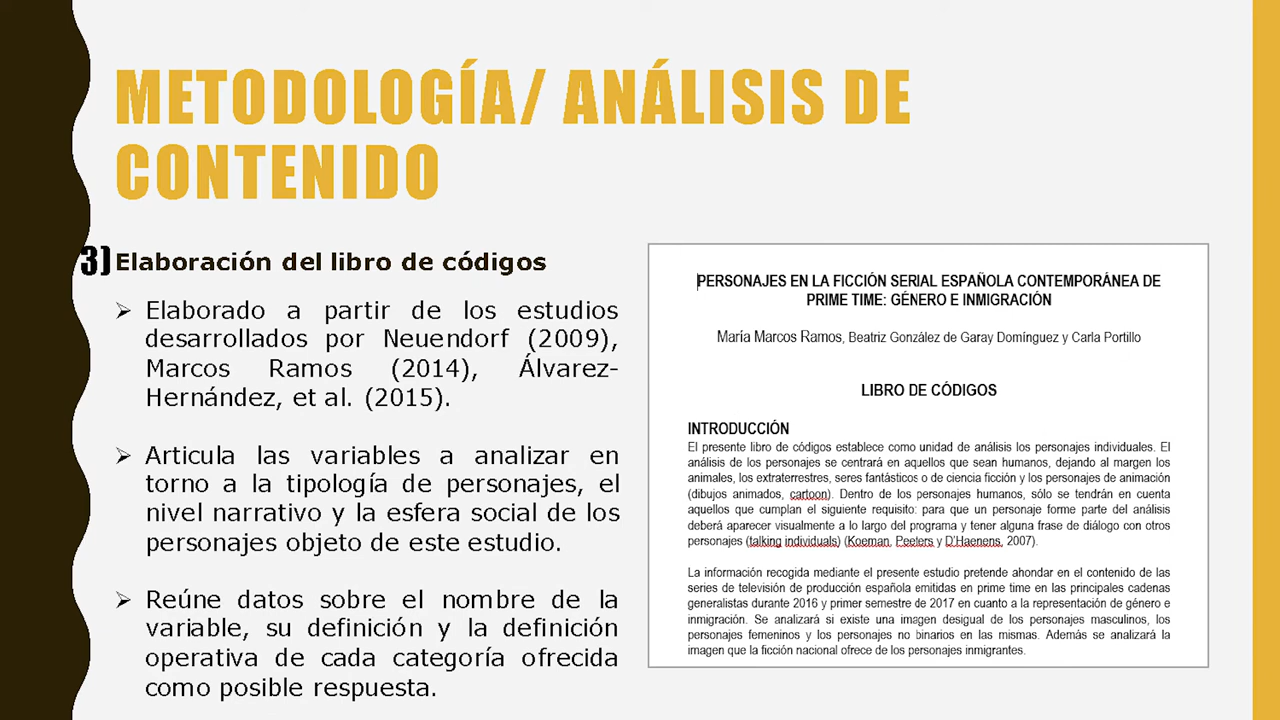 METODOLOGÍA/ ANÁLISIS DE
CONTENIDO
3) Elaboración del libro de códigos
➢ Elaborado a partir de los estudios
desarrollados por Neuendorf (2009),
Marcos Ramos (2014), Álvarez-
Hernández, et al. (2015).
➢ Articula las variables a analizar en
torno a la tipología de personajes, el
nivel narrativo y la esfera social de los
personajes objeto de este estudio.
➢ Reúne datos sobre el nombre de la
variable, su definición y la definición
operativa de cada categoría ofrecida
como posible respuesta.
PERSONAJES EN LA FICCIÓN SERIAL ESPAÑOLA CONTEMPORÁNEA DE
PRIME TIME: GÉNERO E INMIGRACIÓN
María Marcos Ramos, Beatriz González de Garay Domínguez y Carla Portillo
LIBRO DE CÓDIGOS
INTRODUCCIÓN
El presente libro de códigos establece como unidad de análisis los personajes individuales. El
análisis de los personajes se centrará en aquellos que sean humanos, dejando al margen los
animales, los extraterrestres, seres fantásticos o de ciencia ficción y los personajes de animación
(dibujos animados, cartoon). Dentro de los personajes humanos, sólo se tendrán en cuenta
aquellos que cumplan el siguiente requisito: para que un personaje forme parte del análisis
deberá aparecer visualmente a lo largo del programa y tener alguna frase de diálogo con otros
personajes (talking individuals) (Koeman, Peeters y D'Haenens, 2007).
La información recogida mediante el presente estudio pretende ahondar en el contenido de las
series de televisión de producción española emitidas en prime time en las principales cadenas
generalistas durante 2016 y primer semestre de 2017 en cuanto a la representación de género e
inmigración. Se analizará si existe una imagen desigual de los personajes masculinos, los
personajes femeninos y los personajes no binarios en las mismas. Además se analizará la
imagen que la ficción nacional ofrece de los personajes inmigrantes.